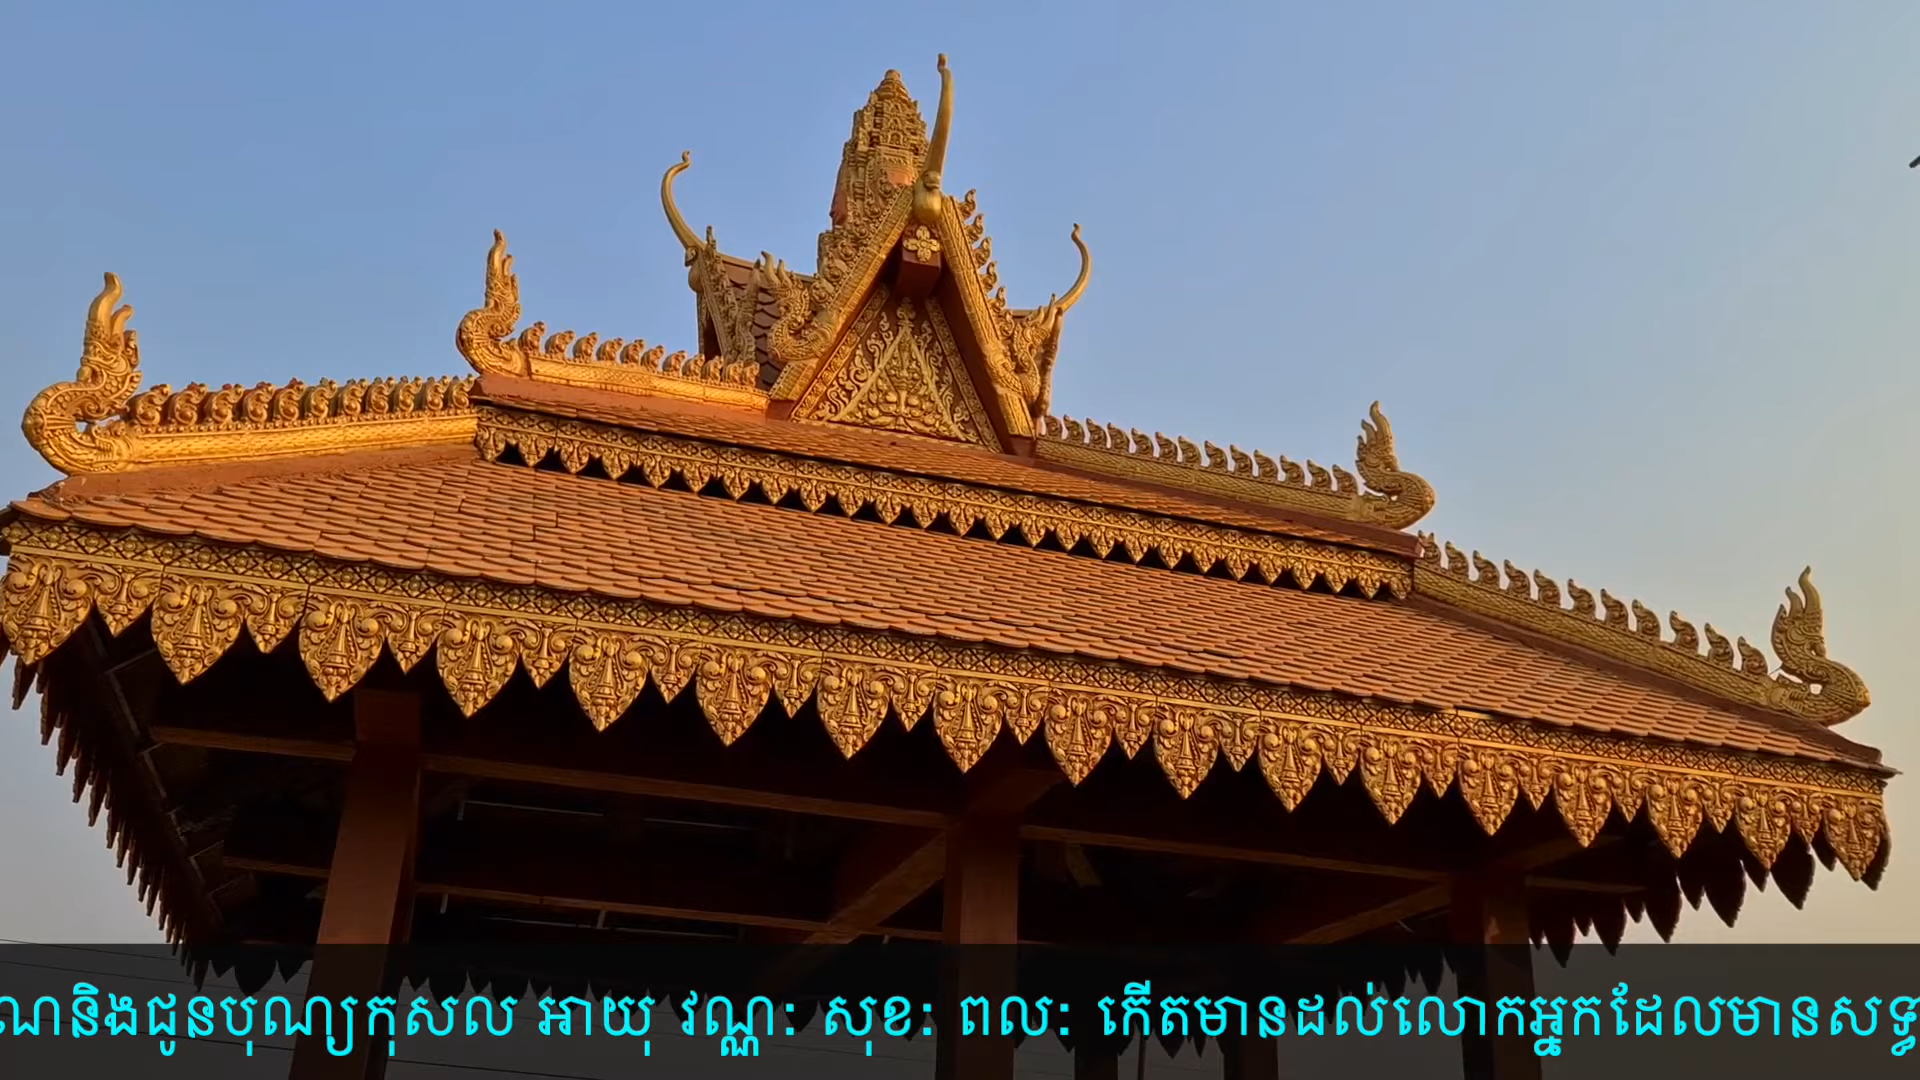 ណនិងជូនបុណ្យកុសល អាយុ វណ្ណៈ សុខៈ ពលៈ កើតមានដល់លោកអ្នកដែលមានសទ្ធ